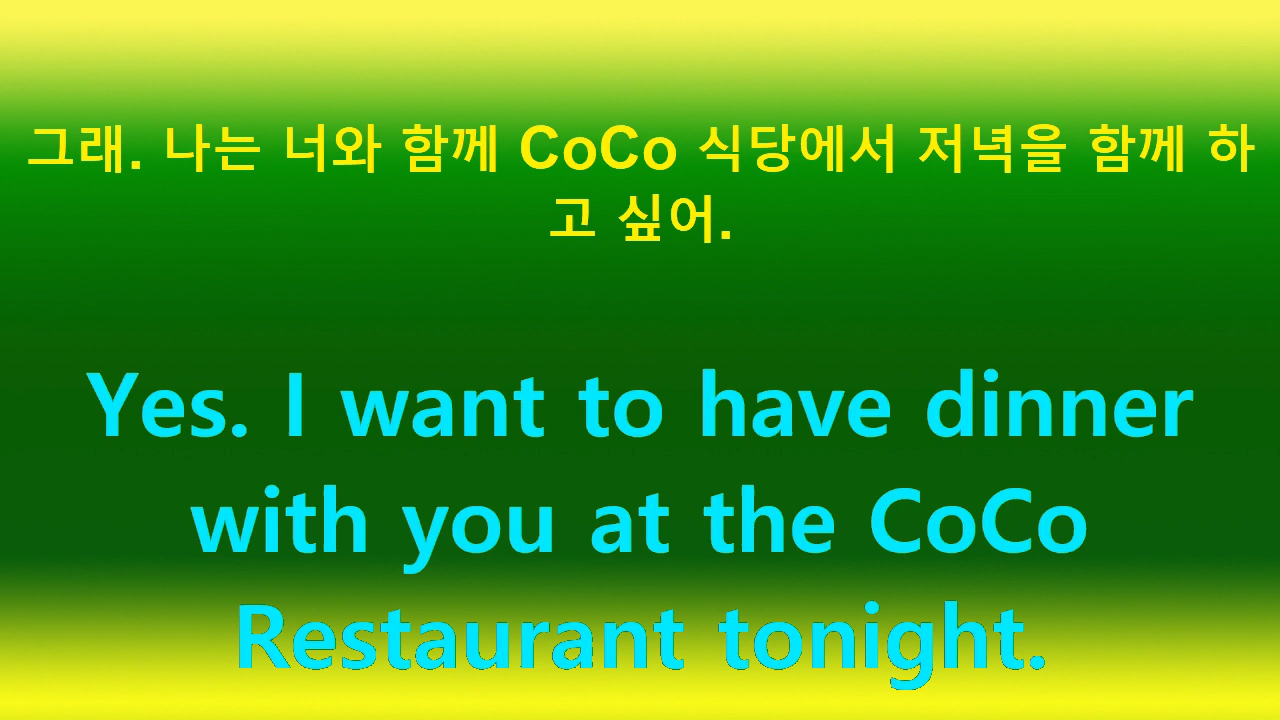 그래. 나는 너와 함께 CoCo 식당에서 저녁을 함께 하
고 싶어.
Yes. I want to have dinner
with you at the CoCo
Restaurant tonight.